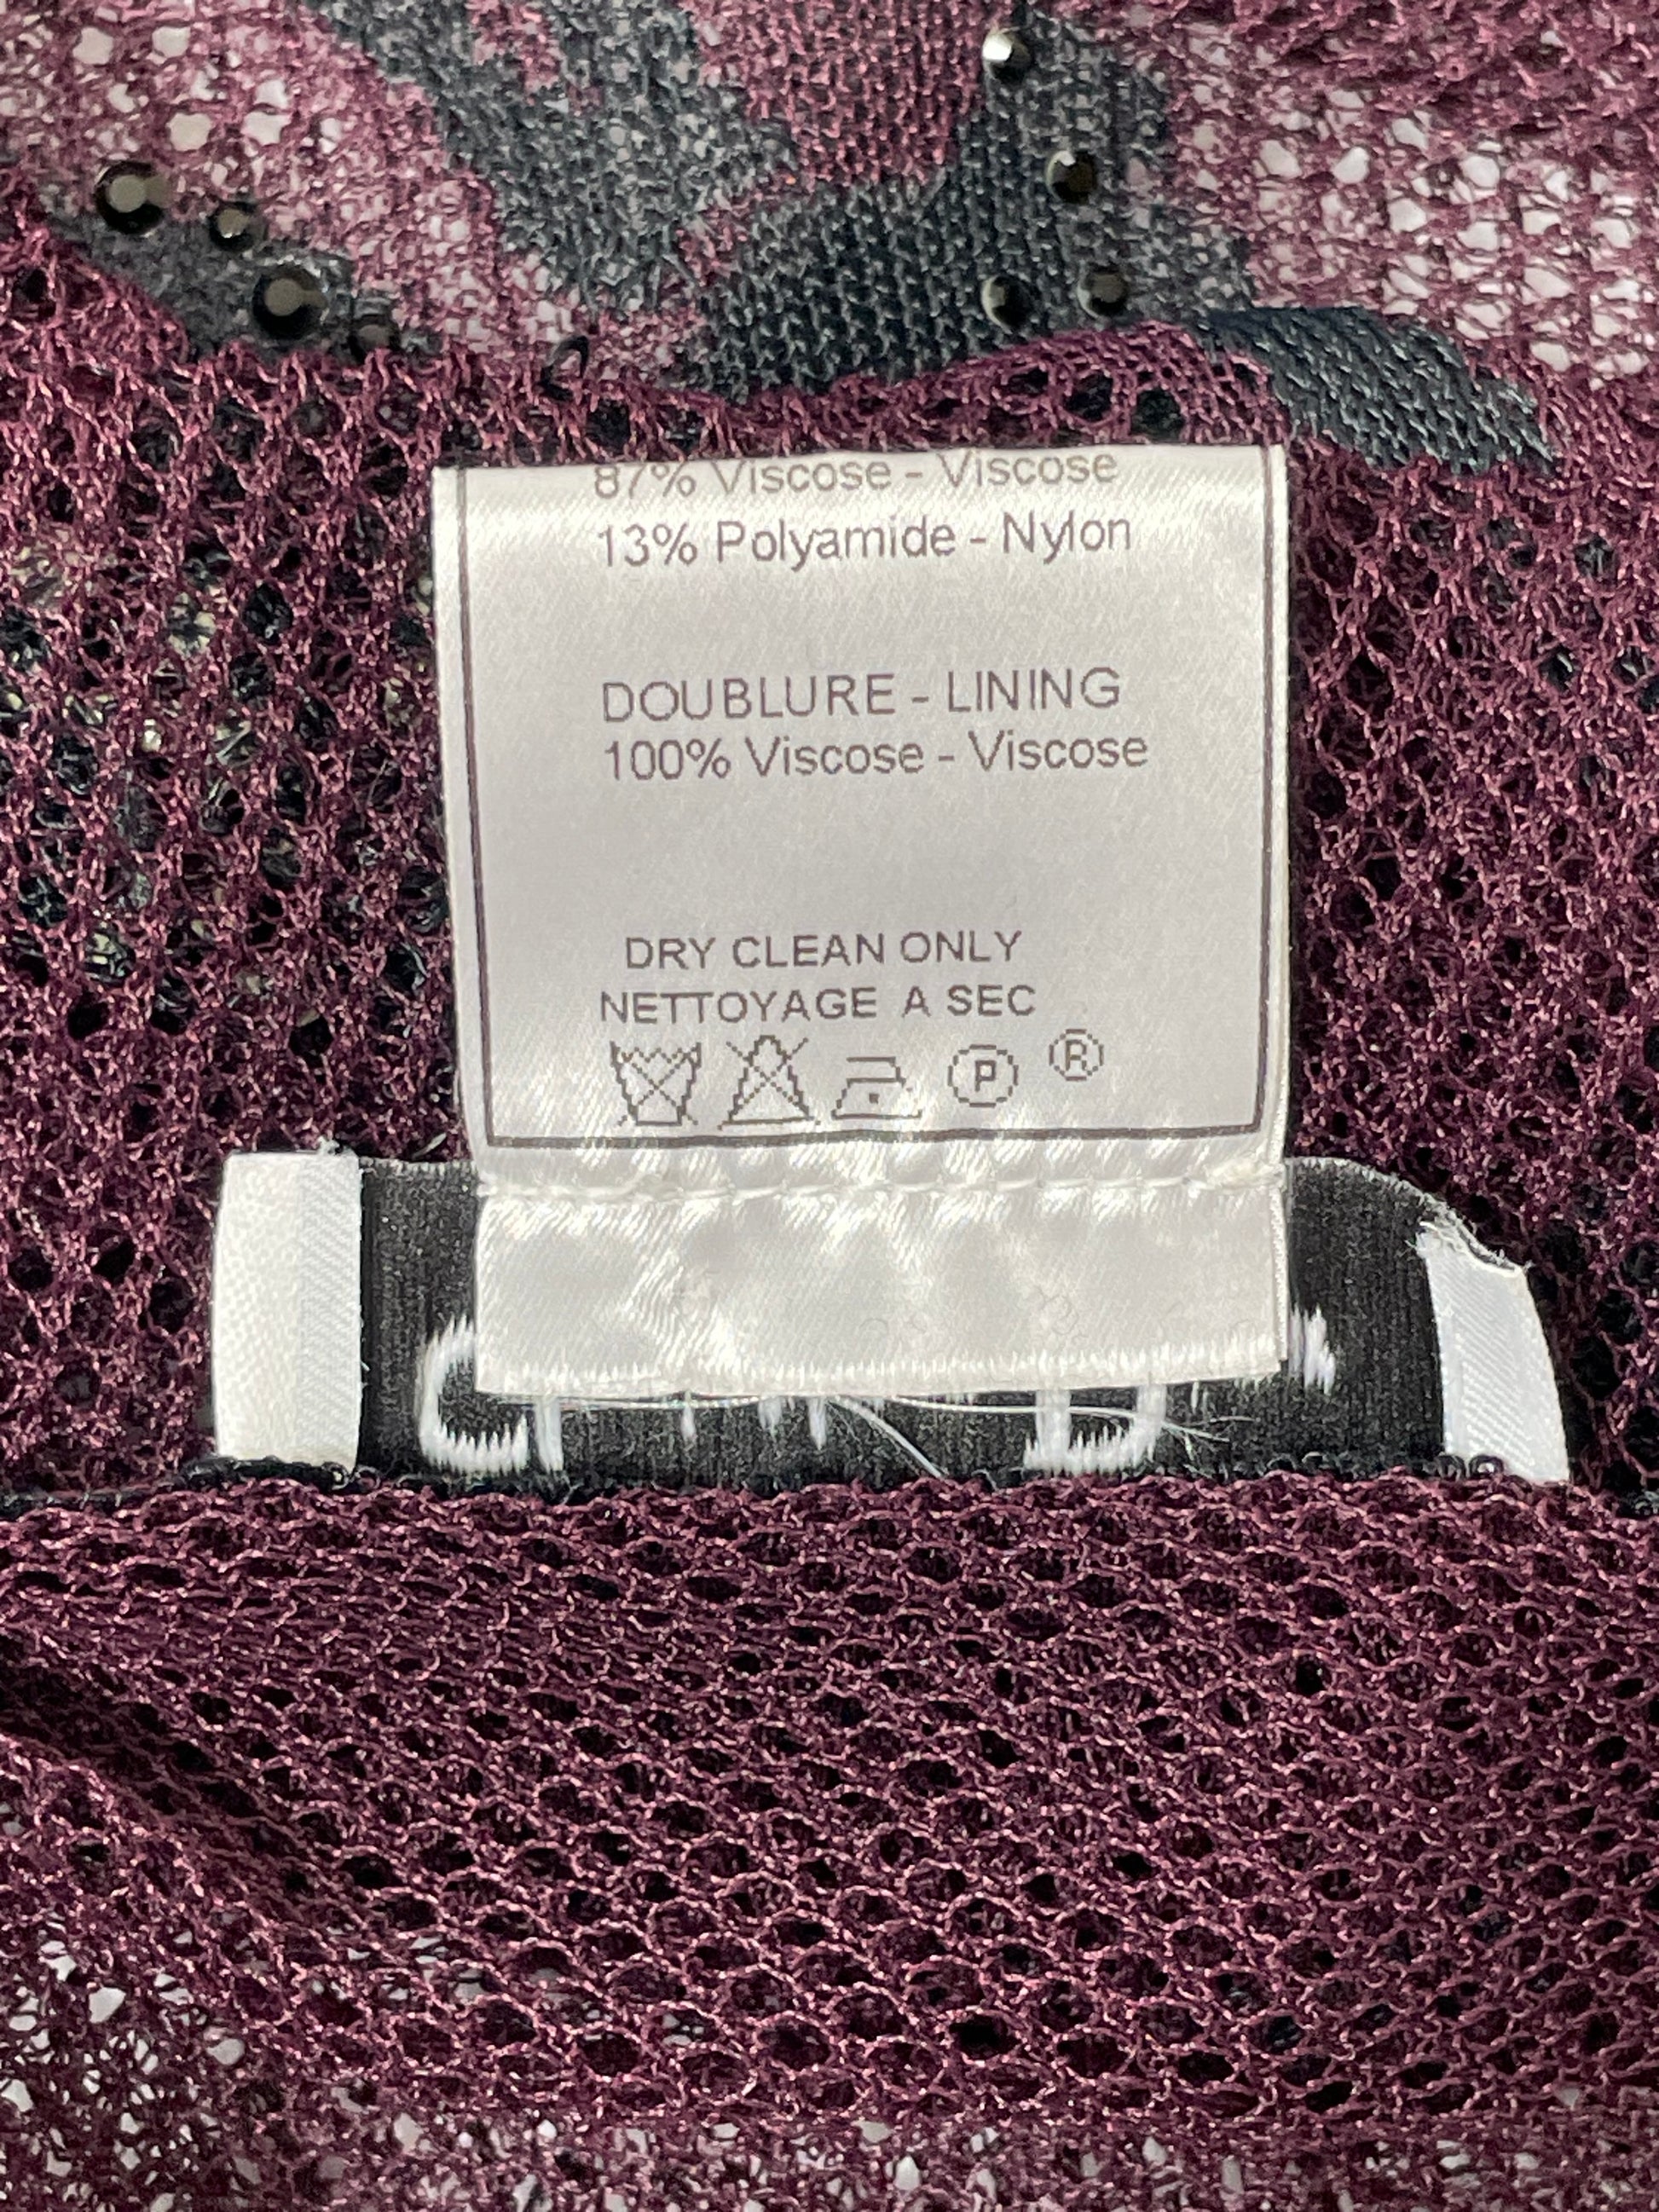 87% Viscose - Viscose
13% Polyamide - Nylon
DOUBLURE - LINING
100% Viscose - Viscose
DRY CLEAN ONLY
NETTOYAGE A SEC
P ®